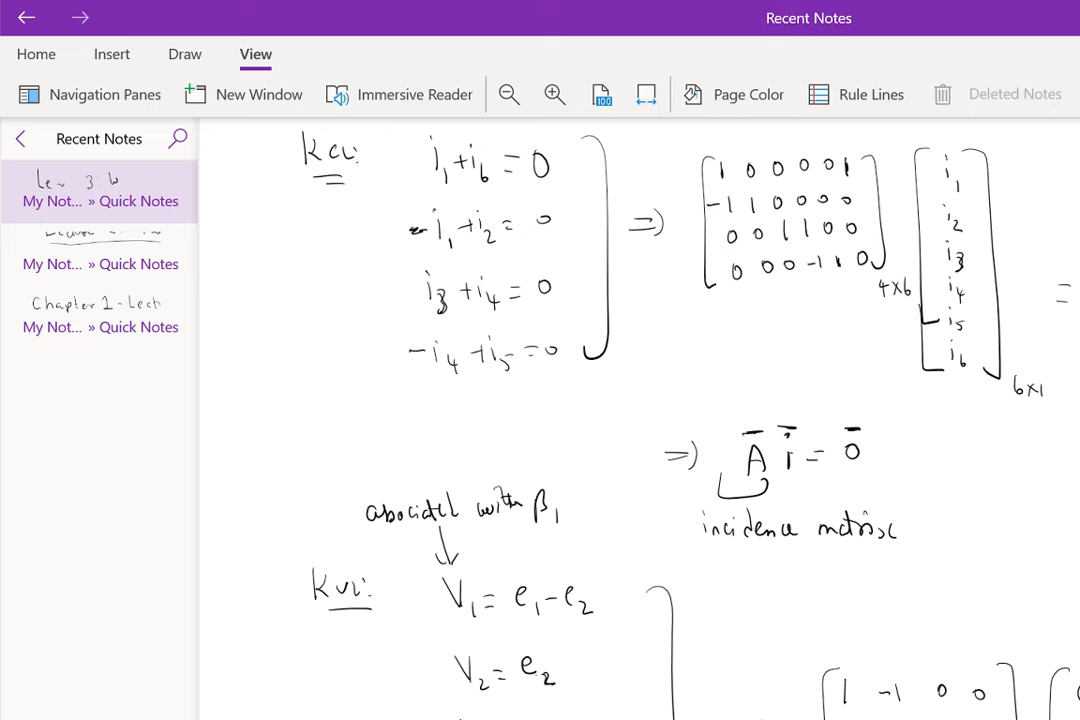 Recent Notes
Home Insert Draw View
Navigation Panes New Window Immersive Reader 100 Page Color Rule Lines Deleted Notes
Recent Notes
Lec 3: b
My Not... » Quick Notes
My Not... » Quick Notes
Chapter 1 - Lect
My Not... » Quick Notes
KCL: i1 + i6 = 0
-i1 + i2 = 0
i3 + i4 = 0
-i4 + i5 = 0
=>
1 0 0 0 0 1
-1 1 0 0 0 0
0 0 1 1 0 0
0 0 0 -1 1 0
4x6
i1
i2
i3
i4
i5
i6
6x1
=
=> A i = 0
incidence matrix
associated with β1
KVL: V1 = e1 - e2
V2 = e2
1 -1 0 0